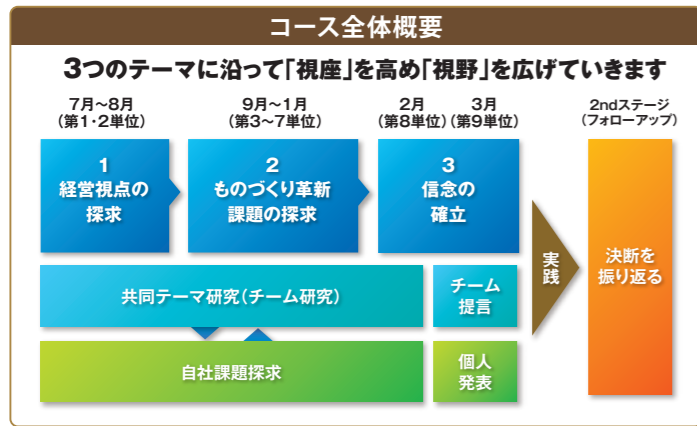 コース全体概要
3つのテーマに沿って「視座」を高め「視野」を広げていきます
7月〜8月
(第1・2単位)
9月〜1月
(第3〜7単位)
2月
(第8単位)
3月
(第9単位)
2ndステージ
(フォローアップ)
1
経営視点の
探求
2
ものづくり革新
課題の探求
3
信念の
確立
実践
決断を
振り返る
共同テーマ研究(チーム研究)
チーム
提言
自社課題探求
個人
発表